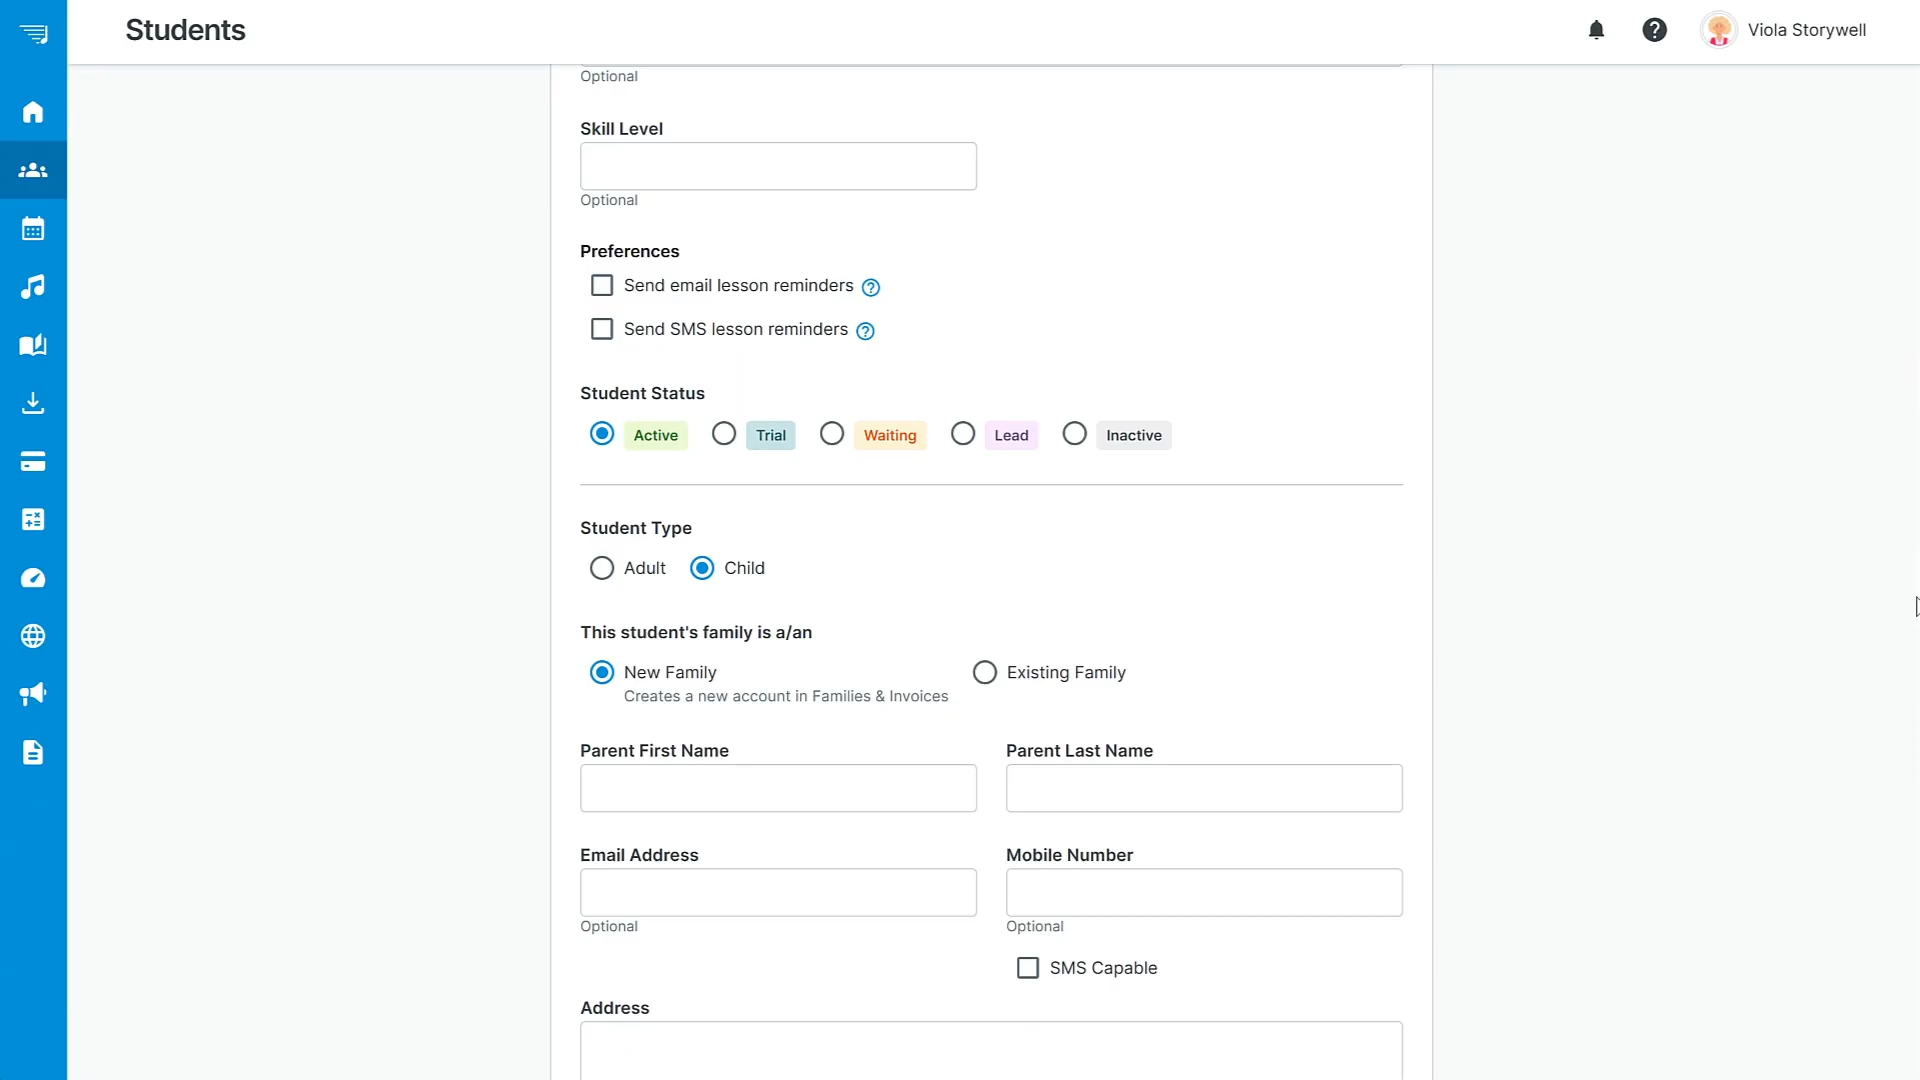 Students
Viola Storywell
Optional
Skill Level
Optional
Preferences
Send email lesson reminders
Send SMS lesson reminders
Student Status
Active Trial Waiting Lead Inactive
Student Type
Adult Child
This student's family is a/an
New Family Existing Family
Creates a new account in Families & Invoices
Parent First Name Parent Last Name
Email Address Mobile Number
Optional Optional
SMS Capable
Address